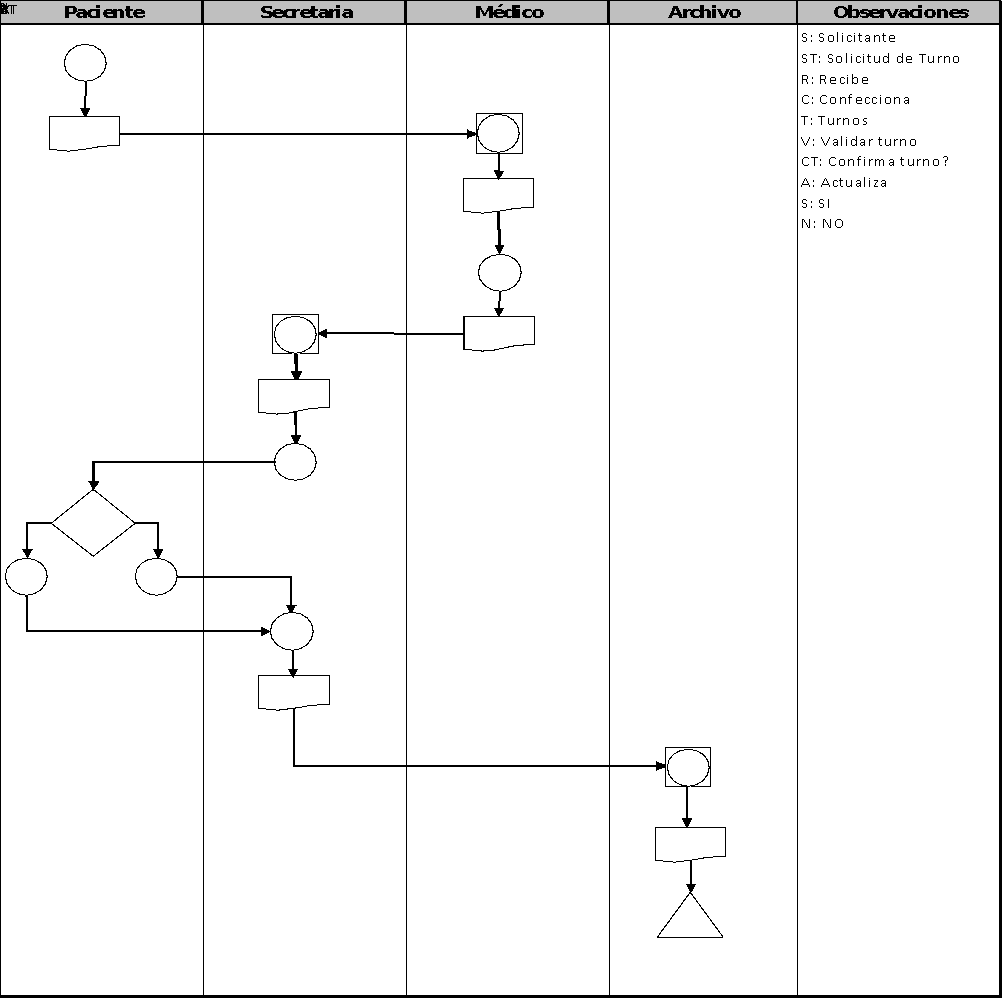 Paciente Secretaria Médico Archivo Observaciones
S: Solicitante
ST: Solicitud de Turno
R: Recibe
C: Confecciona
T: Turnos
V: Validar turno
CT: Confirma turno?
A: Actualiza
S: SI
N: NO